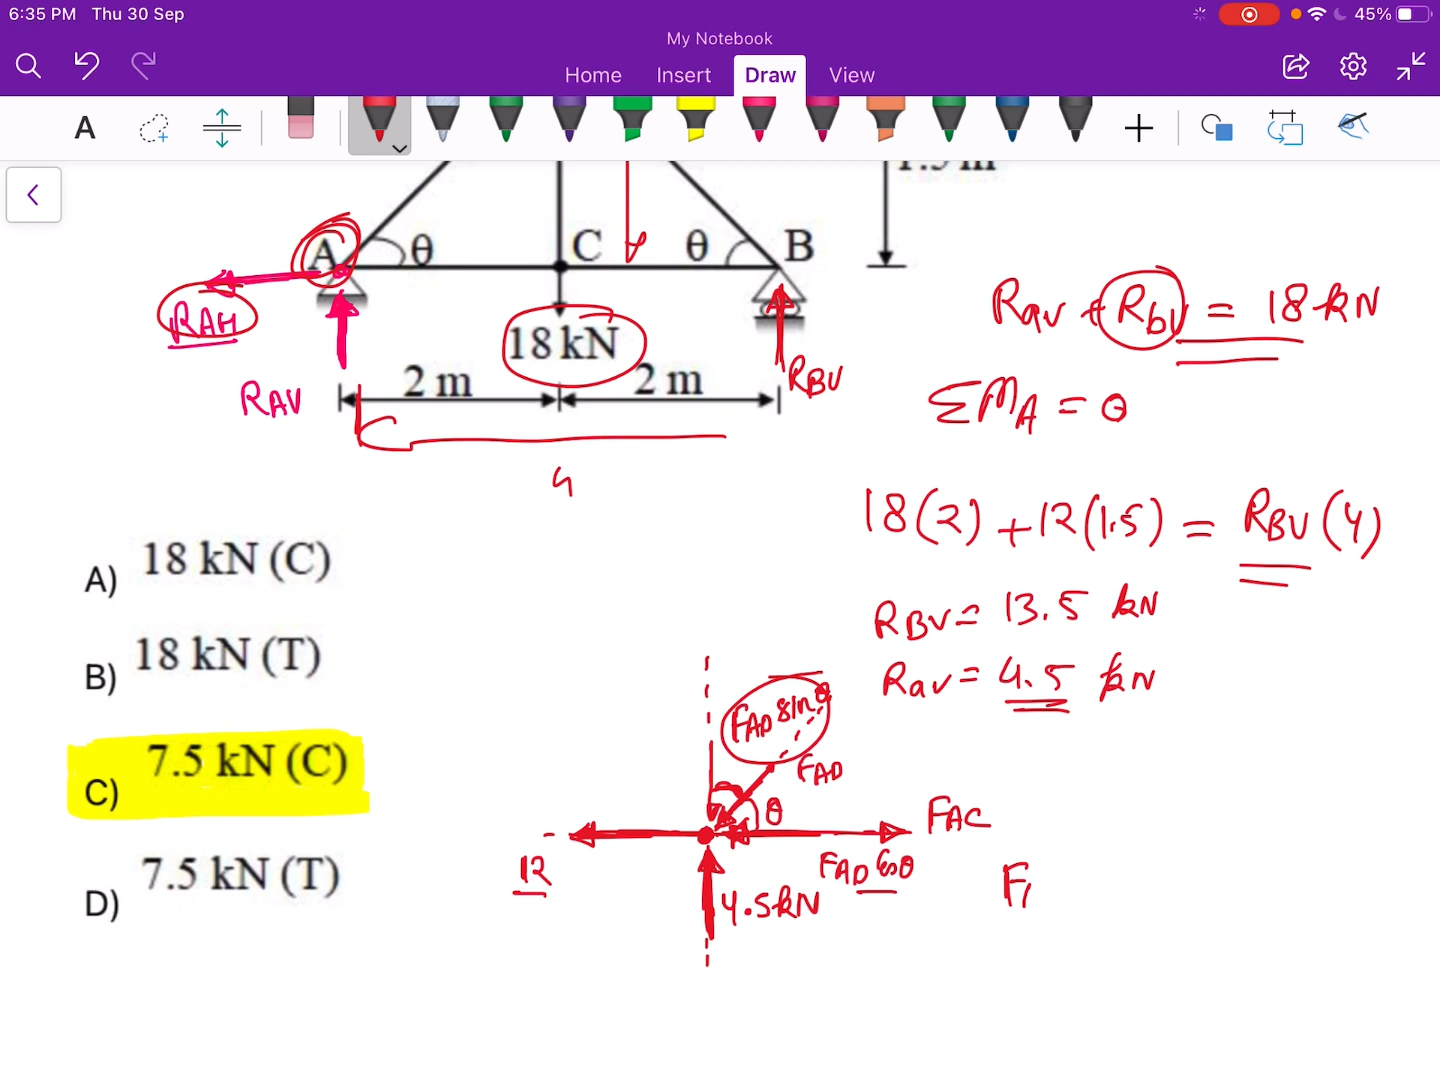 6:35 PM Thu 30 Sep
45%
My Notebook
Home Insert Draw View
A
A θ C θ B
RAH
18 kN
RAV
2 m 2 m
RBV
4
Rav + Rbv = 18 kN
ΣMA = 0
18(2) + 12(1.5) = RBV (4)
RBV = 13.5 kN
Rav = 4.5 kN
A) 18 kN (C)
B) 18 kN (T)
C) 7.5 kN (C)
D) 7.5 kN (T)
FAD sinθ
FAD
θ
FAC
12
FAD cosθ
4.5kN